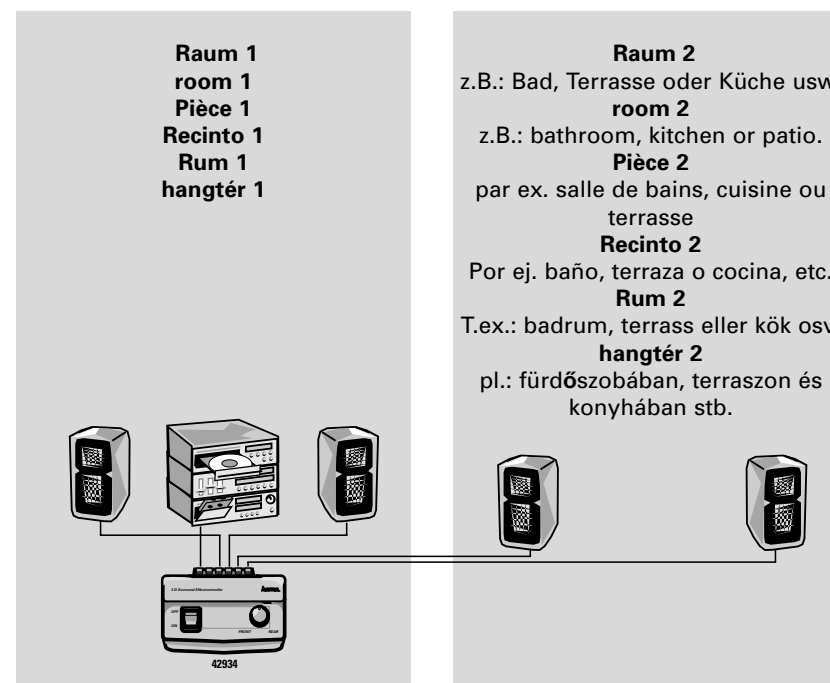 Raum 1
room 1
Pièce 1
Recinto 1
Rum 1
hangtér 1
Raum 2
z.B.: Bad, Terrasse oder Küche usw
room 2
z.B.: bathroom, kitchen or patio.
Pièce 2
par ex. salle de bains, cuisine ou
terrasse
Recinto 2
Por ej. baño, terraza o cocina, etc.
Rum 2
T.ex.: badrum, terrass eller kök osv
hangtér 2
pl.: fürdőszobában, terraszon és
konyhában stb.
3-D Surround-Effectcontroller
hama
OFF
ON
FRONT
REAR
42934